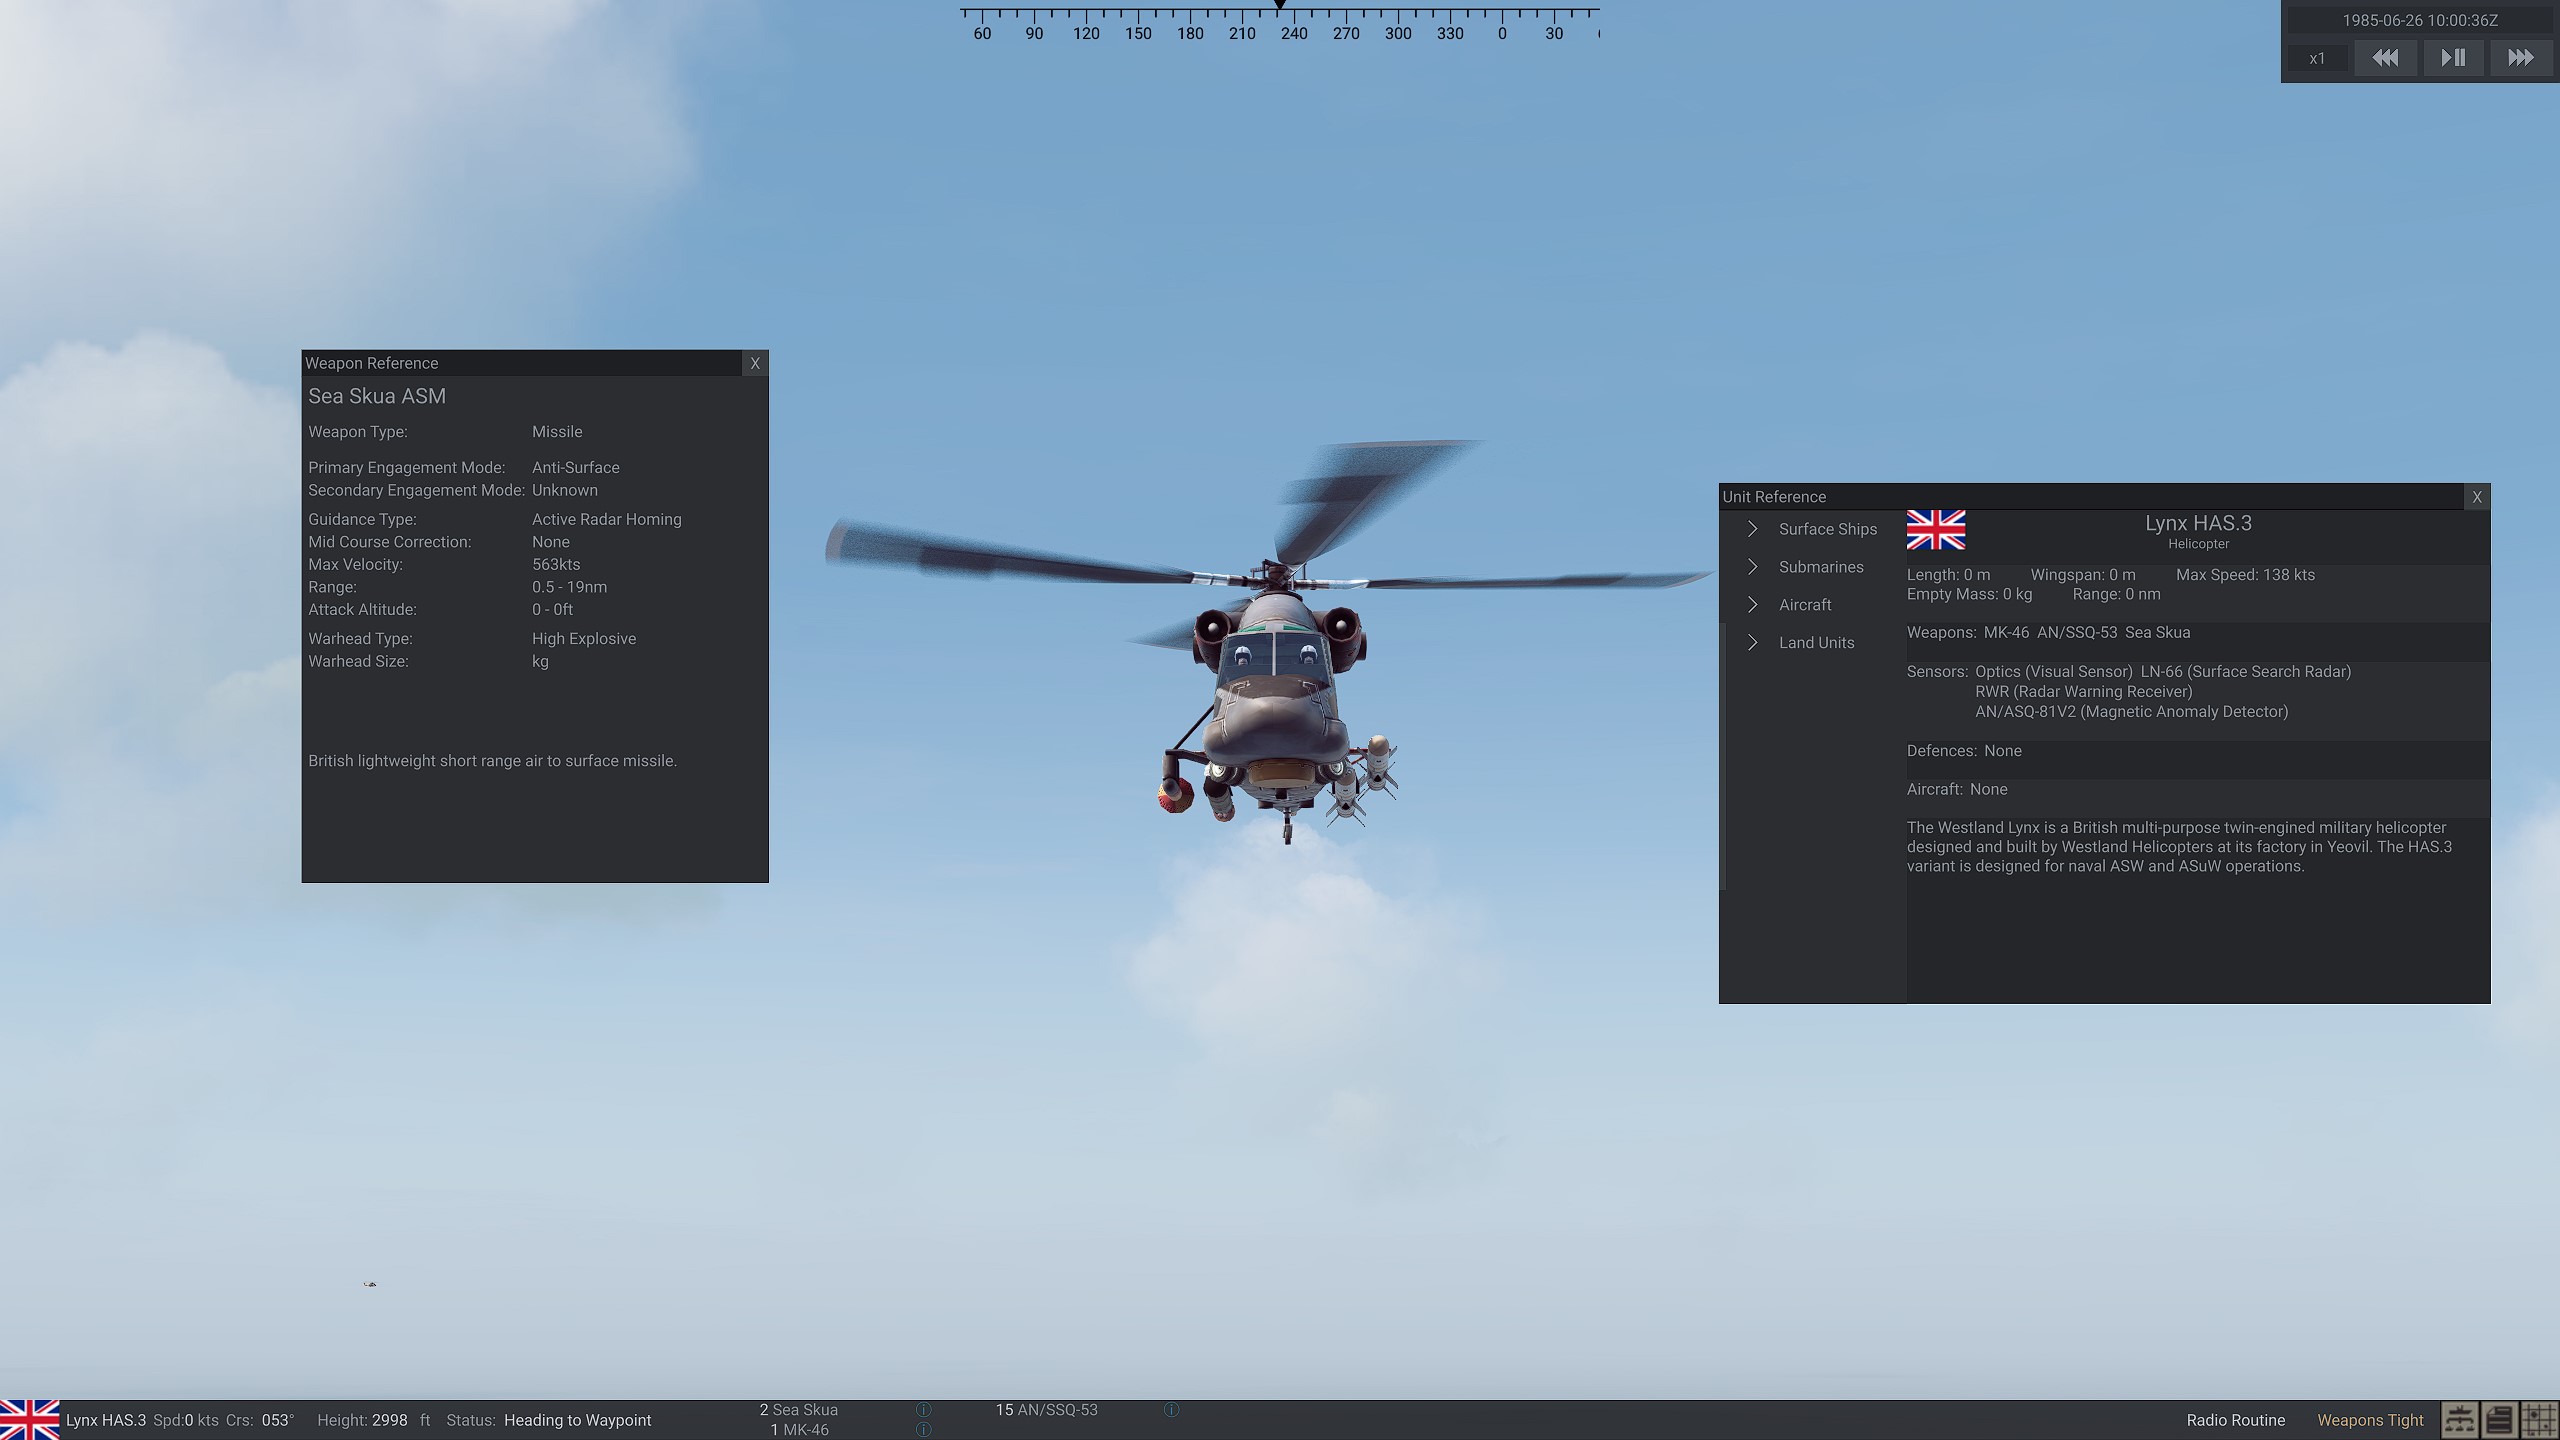 60 90 120 150 180 210 240 270 300 330 0 30
1985-06-26 10:00:36Z
x1
Weapon Reference X
Sea Skua ASM
Weapon Type: Missile
Primary Engagement Mode: Anti-Surface
Secondary Engagement Mode: Unknown
Guidance Type: Active Radar Homing
Mid Course Correction: None
Max Velocity: 563kts
Range: 0.5 - 19nm
Attack Altitude: 0 - 0ft
Warhead Type: High Explosive
Warhead Size: kg
British lightweight short range air to surface missile.
Unit Reference X
Surface Ships
Submarines
Aircraft
Land Units
Lynx HAS.3
Helicopter
Length: 0 m Wingspan: 0 m Max Speed: 138 kts
Empty Mass: 0 kg Range: 0 nm
Weapons: MK-46 AN/SSQ-53 Sea Skua
Sensors: Optics (Visual Sensor) LN-66 (Surface Search Radar)
RWR (Radar Warning Receiver)
AN/ASQ-81V2 (Magnetic Anomaly Detector)
Defences: None
Aircraft: None
The Westland Lynx is a British multi-purpose twin-engined military helicopter
designed and built by Westland Helicopters at its factory in Yeovil. The HAS.3
variant is designed for naval ASW and ASuW operations.
Lynx HAS.3 Spd:0 kts Crs: 053° Height: 2998 ft Status: Heading to Waypoint
2 Sea Skua
1 MK-46
15 AN/SSQ-53
Radio Routine Weapons Tight